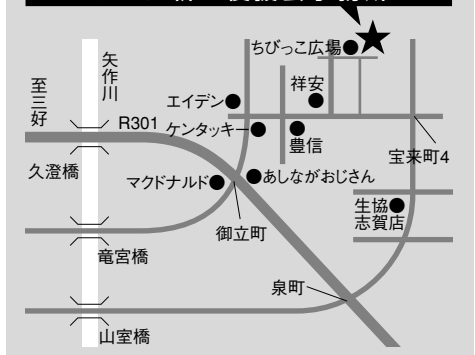 ちびっこ広場
矢作川
至三好
祥安
エイデン
R301
ケンタッキー
豊信
宝来町4
久澄橋
マクドナルド
あしながおじさん
生協
志賀店
御立町
竜宮橋
泉町
山室橋